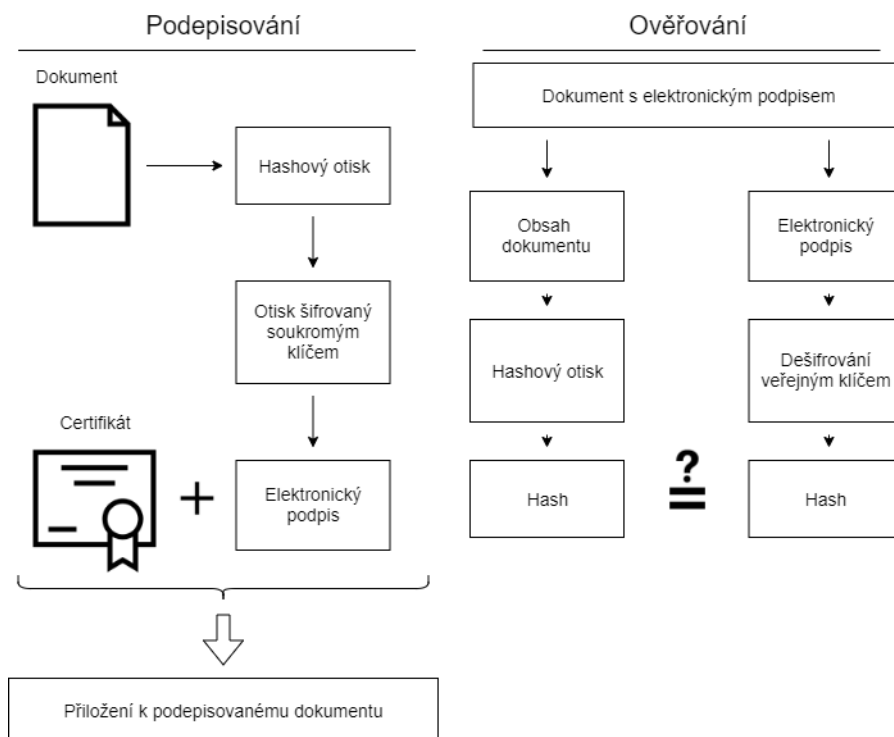 Podepisování
Dokument
Hashový otisk
Otisk šifrovaný
soukromým
klíčem
Certifikát
+
Elektronický
podpis
Přiložení k podepisovanému dokumentu
Ověřování
Dokument s elektronickým podpisem
Obsah
dokumentu
Hashový otisk
Hash
?
=
Elektronický
podpis
Dešifrování
veřejným klíčem
Hash